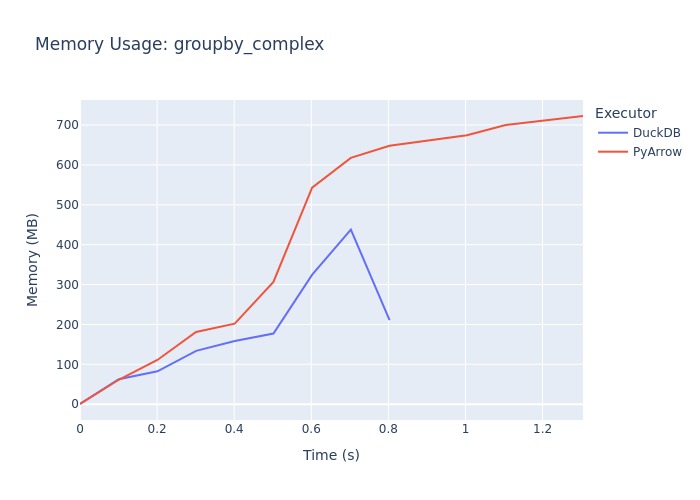 Memory Usage: groupby_complex
Executor
DuckDB
PyArrow
Memory (MB)
700
600
500
400
300
200
100
0
0 0.2 0.4 0.6 0.8 1 1.2
Time (s)